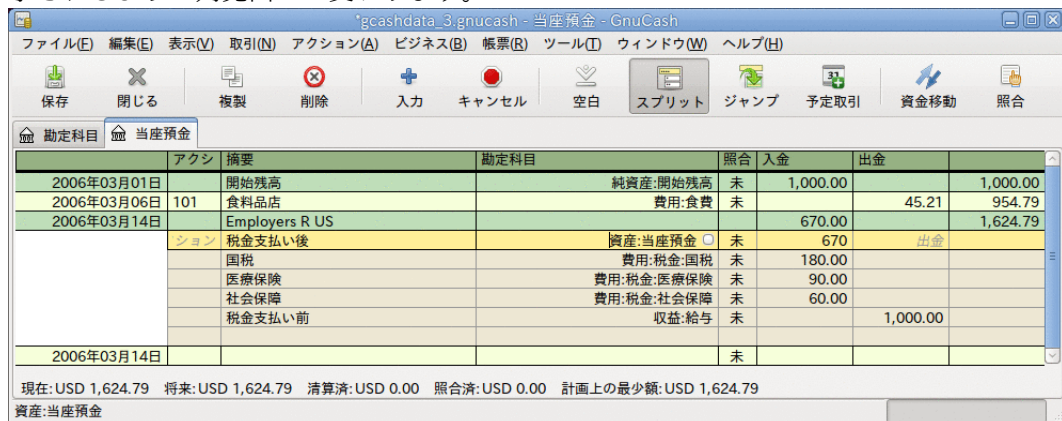 *gcashdata_3.gnucash - 当座預金 - GnuCash
ファイル(F) 編集(E) 表示(V) 取引(N) アクション(A) ビジネス(B) 帳票(R) ツール(T) ウィンドウ(W) ヘルプ(H)
保存 閉じる 複製 削除 入力 キャンセル 空白 スプリット ジャンプ 予定取引 資金移動 照合
勘定科目 当座預金
アクシ 摘要 勘定科目 照合 入金 出金
2006年03月01日 開始残高 純資産:開始残高 未 1,000.00 1,000.00
2006年03月06日 101 食料品店 費用:食費 未 45.21 954.79
2006年03月14日 Employers R US 670.00 1,624.79
ション 税金支払い後 資産:当座預金 未 670 出金
国税 費用:税金:国税 未 180.00
医療保険 費用:税金:医療保険 未 90.00
社会保障 費用:税金:社会保障 未 60.00
税金支払い前 収益:給与 未 1,000.00
2006年03月14日 未
現在: USD 1,624.79 将来: USD 1,624.79 清算済: USD 0.00 照合済: USD 0.00 計画上の最少額: USD 1,624.79
資産:当座預金